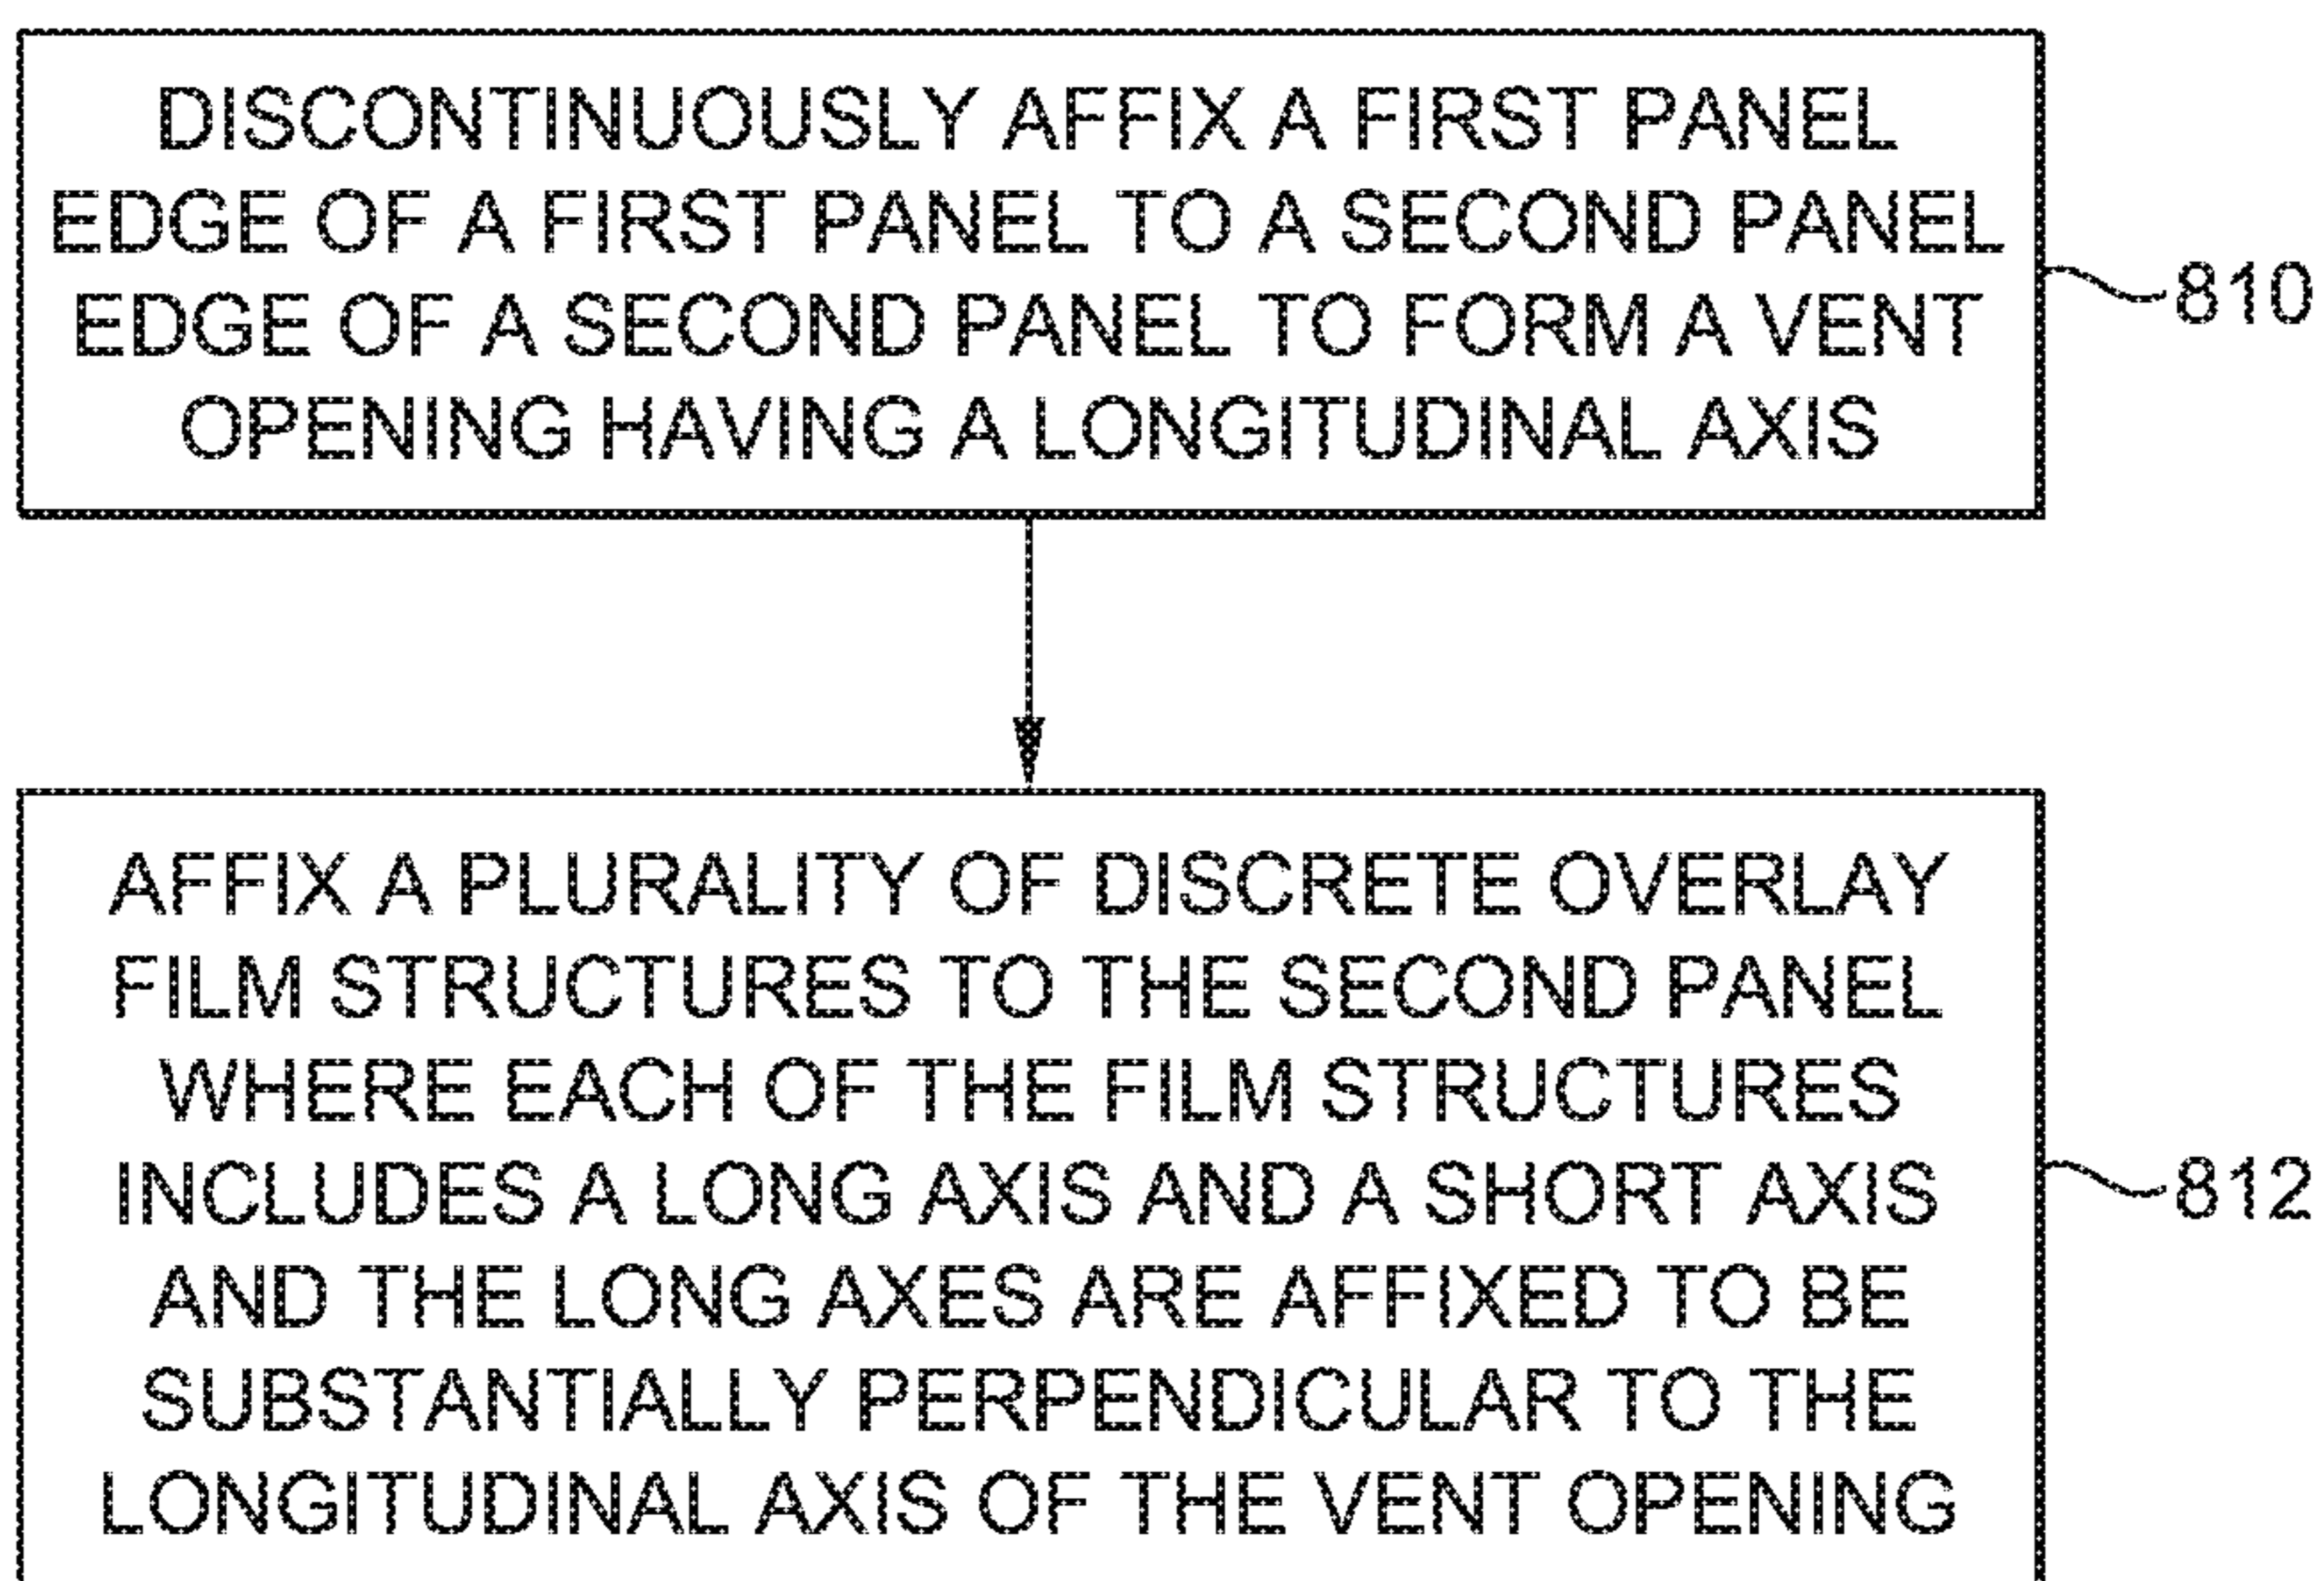 DISCONTINUOUSLY AFFIX A FIRST PANEL
EDGE OF A FIRST PANEL TO A SECOND PANEL
EDGE OF A SECOND PANEL TO FORM A VENT
OPENING HAVING A LONGITUDINAL AXIS
810
AFFIX A PLURALITY OF DISCRETE OVERLAY
FILM STRUCTURES TO THE SECOND PANEL
WHERE EACH OF THE FILM STRUCTURES
INCLUDES A LONG AXIS AND A SHORT AXIS
AND THE LONG AXES ARE AFFIXED TO BE
SUBSTANTIALLY PERPENDICULAR TO THE
LONGITUDINAL AXIS OF THE VENT OPENING
812